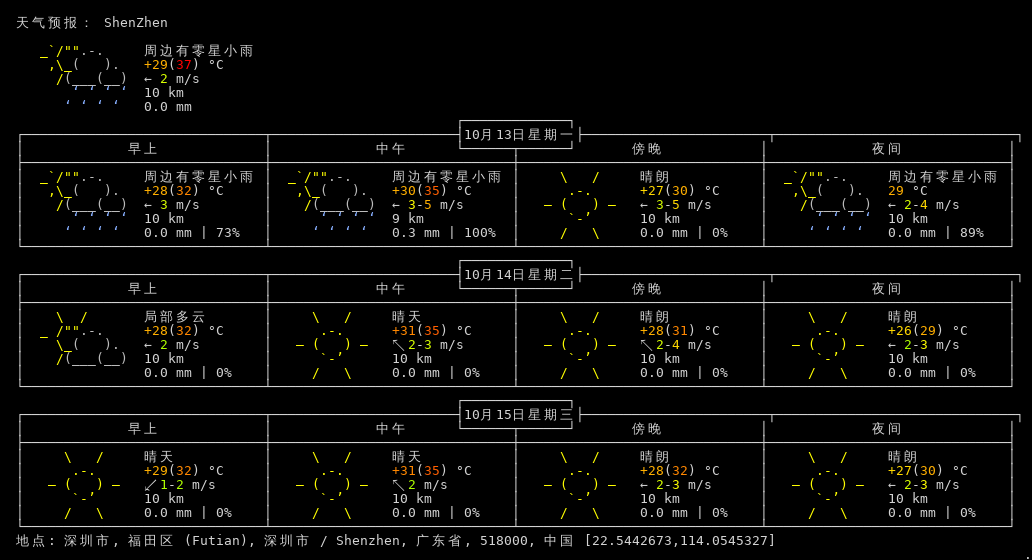 天气预报： ShenZhen
周边有零星小雨
+29(37) °C
← 2 m/s
10 km
0.0 mm
10月13日星期一
早上 中午 傍晚 夜间
周边有零星小雨 周边有零星小雨 晴朗 周边有零星小雨
+28(32) °C +30(35) °C +27(30) °C 29 °C
← 3 m/s ← 3-5 m/s ← 3-5 m/s ← 2-4 m/s
10 km 9 km 10 km 10 km
0.0 mm | 73% 0.3 mm | 100% 0.0 mm | 0% 0.0 mm | 89%
10月14日星期二
早上 中午 傍晚 夜间
局部多云 晴天 晴朗 晴朗
+28(32) °C +31(35) °C +28(31) °C +26(29) °C
← 2 m/s ↖ 2-3 m/s ↖ 2-4 m/s ← 2-3 m/s
10 km 10 km 10 km 10 km
0.0 mm | 0% 0.0 mm | 0% 0.0 mm | 0% 0.0 mm | 0%
10月15日星期三
早上 中午 傍晚 夜间
晴天 晴天 晴朗 晴朗
+29(32) °C +31(35) °C +28(32) °C +27(30) °C
↙ 1-2 m/s ↖ 2 m/s ← 2-3 m/s ← 2-3 m/s
10 km 10 km 10 km 10 km
0.0 mm | 0% 0.0 mm | 0% 0.0 mm | 0% 0.0 mm | 0%
地点: 深圳市, 福田区 (Futian), 深圳市 / Shenzhen, 广东省, 518000, 中国 [22.5442673,114.0545327]